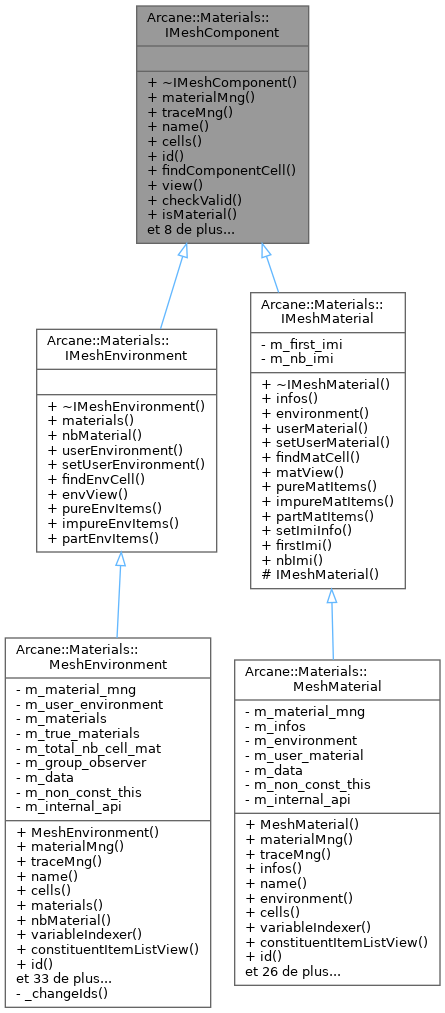 Arcane::Materials::
IMeshComponent
+ ~IMeshComponent()
+ materialMng()
+ traceMng()
+ name()
+ cells()
+ id()
+ findComponentCell()
+ view()
+ checkValid()
+ isMaterial()
et 8 de plus...
Arcane::Materials::
IMeshEnvironment
+ ~IMeshEnvironment()
+ materials()
+ nbMaterial()
+ userEnvironment()
+ setUserEnvironment()
+ findEnvCell()
+ envView()
+ pureEnvItems()
+ impureEnvItems()
+ partEnvItems()
Arcane::Materials::
IMeshMaterial
- m_first_imi
- m_nb_imi
+ ~IMeshMaterial()
+ infos()
+ environment()
+ userMaterial()
+ setUserMaterial()
+ findMatCell()
+ matView()
+ pureMatItems()
+ impureMatItems()
+ partMatItems()
+ setImiInfo()
+ firstImi()
+ nbImi()
# IMeshMaterial()
Arcane::Materials::
MeshEnvironment
- m_material_mng
- m_user_environment
- m_materials
- m_true_materials
- m_total_nb_cell_mat
- m_group_observer
- m_data
- m_non_const_this
- m_internal_api
+ MeshEnvironment()
+ materialMng()
+ traceMng()
+ name()
+ cells()
+ materials()
+ nbMaterial()
+ variableIndexer()
+ constituentItemListView()
+ id()
et 33 de plus...
- _changeIds()
Arcane::Materials::
MeshMaterial
- m_material_mng
- m_infos
- m_environment
- m_user_material
- m_data
- m_non_const_this
- m_internal_api
+ MeshMaterial()
+ materialMng()
+ traceMng()
+ infos()
+ name()
+ environment()
+ cells()
+ variableIndexer()
+ constituentItemListView()
+ id()
et 26 de plus...